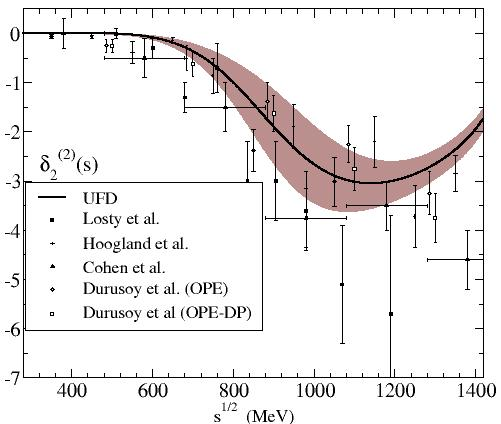 0
-1
-2
-3
-4
-5
-6
-7
δ₂⁽²⁾(s)
UFD
Losty et al.
Hoogland et al.
Cohen et al.
Durusoy et al. (OPE)
Durusoy et al (OPE-DP)
400 600 800 1000 1200 1400
s^1/2 (MeV)